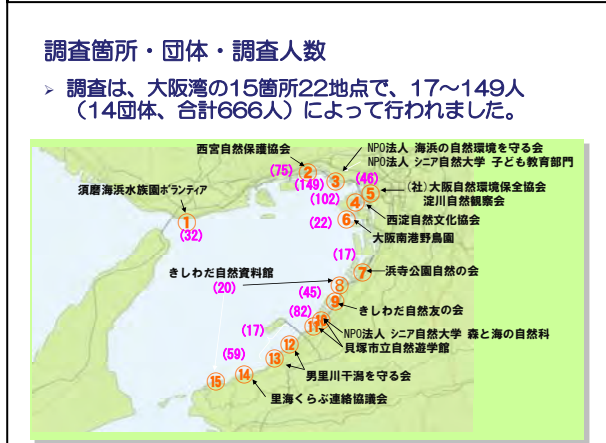 調査箇所・団体・調査人数
➢ 調査は、大阪湾の15箇所22地点で、17～149人
（14団体、合計666人）によって行われました。
西宮自然保護協会
NPO法人 海浜の自然環境を守る会
NPO法人 シニア自然大学 子ども教育部門
(75)
②
③
(149)
(46)
須磨海浜水族園ボランティア
(社)大阪自然環境保全協会
淀川自然観察会
⑤
(102)
④
西淀自然文化協会
①
(32)
(22)
⑥
大阪南港野鳥園
(17)
⑦
浜寺公園自然の会
きしわだ自然資料館
(20)
⑧
(45)
⑨
きしわだ自然友の会
(82)
⑩
NPO法人 シニア自然大学 森と海の自然科
⑪
貝塚市立自然遊学館
(17)
⑫
(59)
⑬
男里川干潟を守る会
⑭
⑮
里海くらぶ連絡協議会